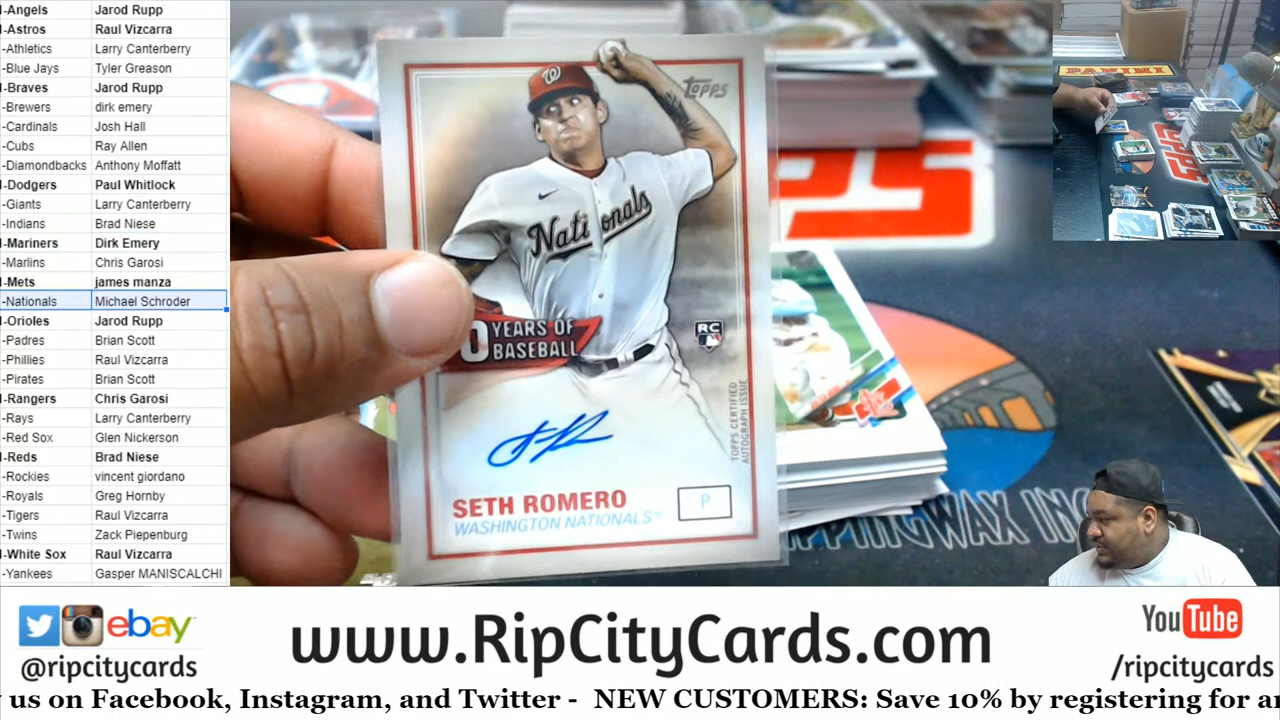 -Angels Jarod Rupp
-Astros Raul Vizcarra
-Athletics Larry Canterberry
-Blue Jays Tyler Greason
-Braves Jarod Rupp
-Brewers dirk emery
-Cardinals Josh Hall
-Cubs Ray Allen
-Diamondbacks Anthony Moffatt
-Dodgers Paul Whitlock
-Giants Larry Canterberry
-Indians Brad Niese
-Mariners Dirk Emery
-Marlins Chris Garosi
-Mets james manza
-Nationals Michael Schroder
-Orioles Jarod Rupp
-Padres Brian Scott
-Phillies Raul Vizcarra
-Pirates Brian Scott
-Rangers Chris Garosi
-Rays Larry Canterberry
-Red Sox Glen Nickerson
-Reds Brad Niese
-Rockies vincent giordano
-Royals Greg Hornby
-Tigers Raul Vizcarra
-Twins Zack Piepenburg
-White Sox Raul Vizcarra
-Yankees Gasper MANISCALCHI
W
Topps
Nationals
0 YEARS OF
BASEBALL
RC
TOPPS CERTIFIED
AUTOGRAPH ISSUE
SETH ROMERO
WASHINGTON NATIONALS
P
PS
PANINI
PPINGWAX INC
ebay
@ripcitycards
www.RipCityCards.com
YouTube
/ripcitycards
us on Facebook, Instagram, and Twitter - NEW CUSTOMERS: Save 10% by registering for